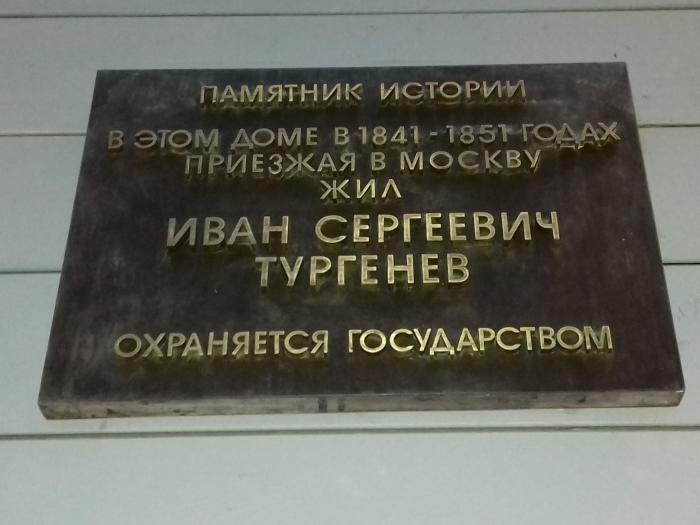 ПАМЯТНИК ИСТОРИИ
В ЭТОМ ДОМЕ В 1841-1851 ГОДАХ
ПРИЕЗЖАЯ В МОСКВУ
ЖИЛ
ИВАН СЕРГЕЕВИЧ
ТУРГЕНЕВ
ОХРАНЯЕТСЯ ГОСУДАРСТВОМ